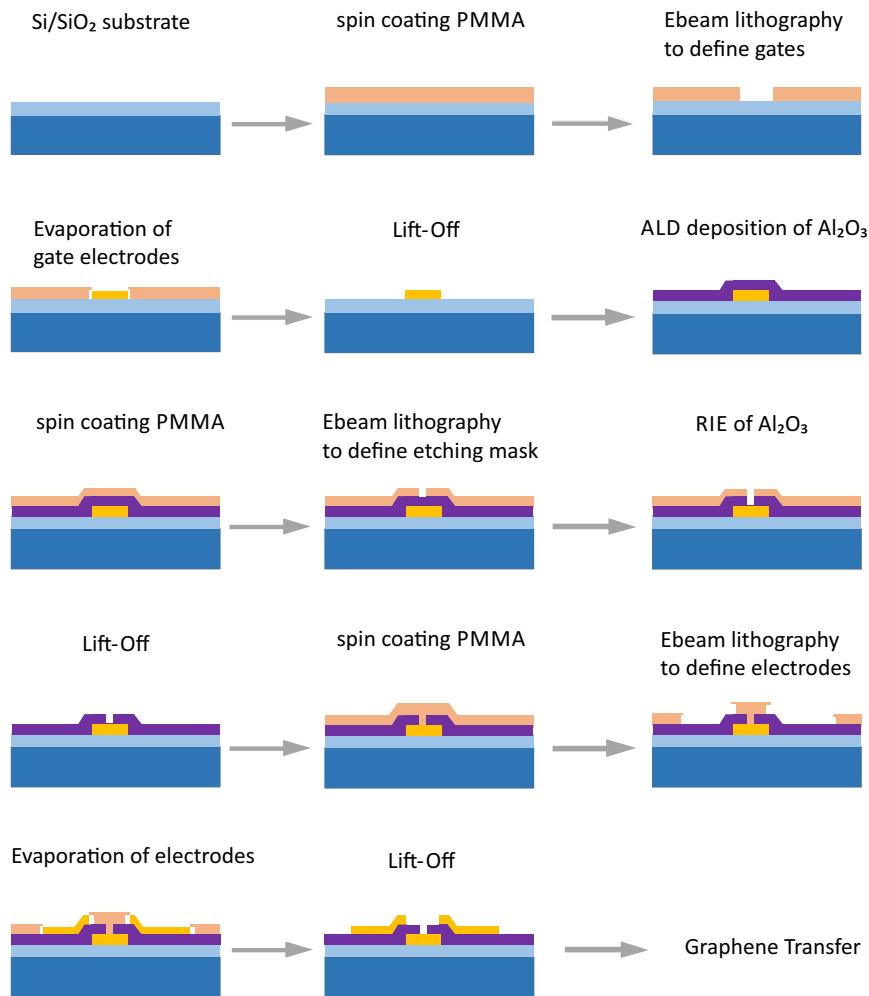 Si/SiO₂ substrate
spin coating PMMA
Ebeam lithography
to define gates
Evaporation of
gate electrodes
Lift-Off
ALD deposition of Al₂O₃
spin coating PMMA
Ebeam lithography
to define etching mask
RIE of Al₂O₃
Lift-Off
spin coating PMMA
Ebeam lithography
to define electrodes
Evaporation of electrodes
Lift-Off
Graphene Transfer